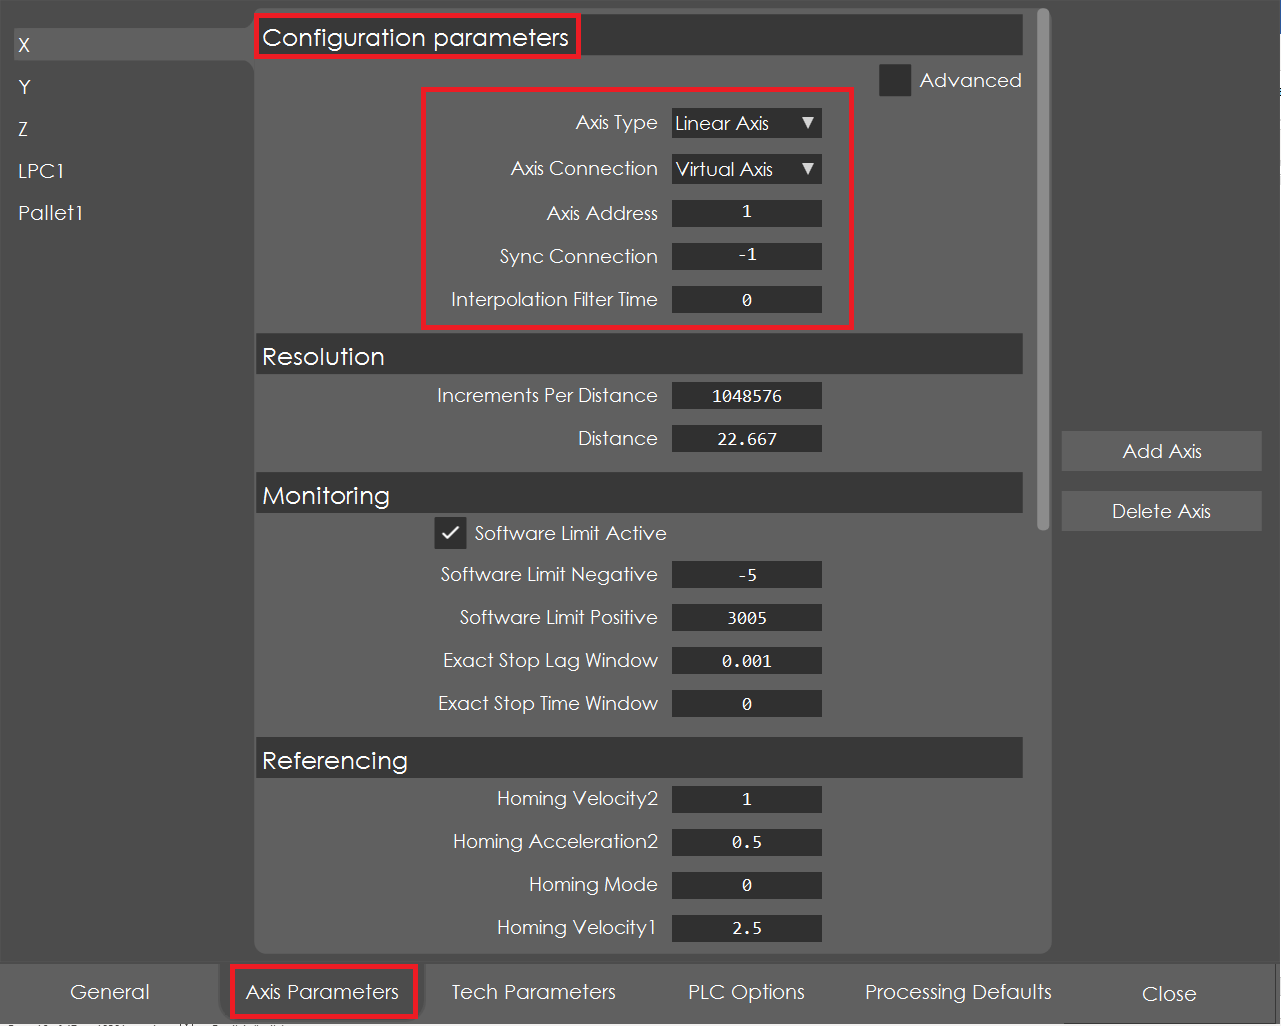 X
Y
Z
LPC1
Pallet1
Configuration parameters
Advanced
Axis Type Linear Axis
Axis Connection Virtual Axis
Axis Address 1
Sync Connection -1
Interpolation Filter Time 0
Resolution
Increments Per Distance 1048576
Distance 22.667
Monitoring
Software Limit Active
Software Limit Negative -5
Software Limit Positive 3005
Exact Stop Lag Window 0.001
Exact Stop Time Window 0
Referencing
Homing Velocity2 1
Homing Acceleration2 0.5
Homing Mode 0
Homing Velocity1 2.5
Add Axis
Delete Axis
General Axis Parameters Tech Parameters PLC Options Processing Defaults Close